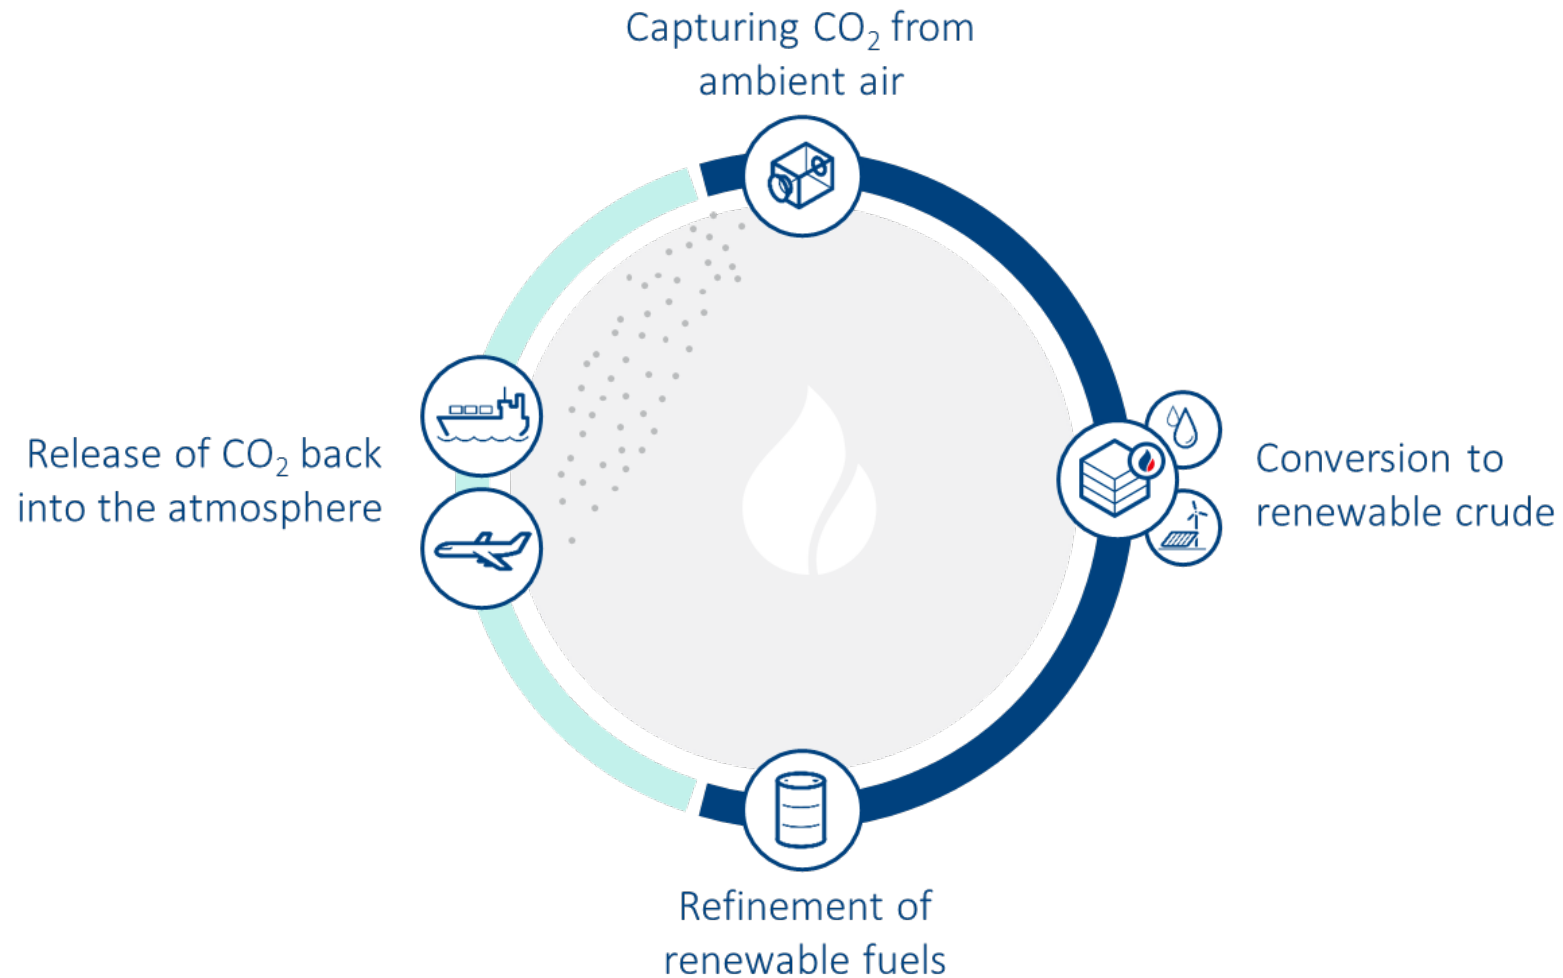 Capturing CO₂ from
ambient air
Release of CO₂ back
into the atmosphere
Conversion to
renewable crude
Refinement of
renewable fuels